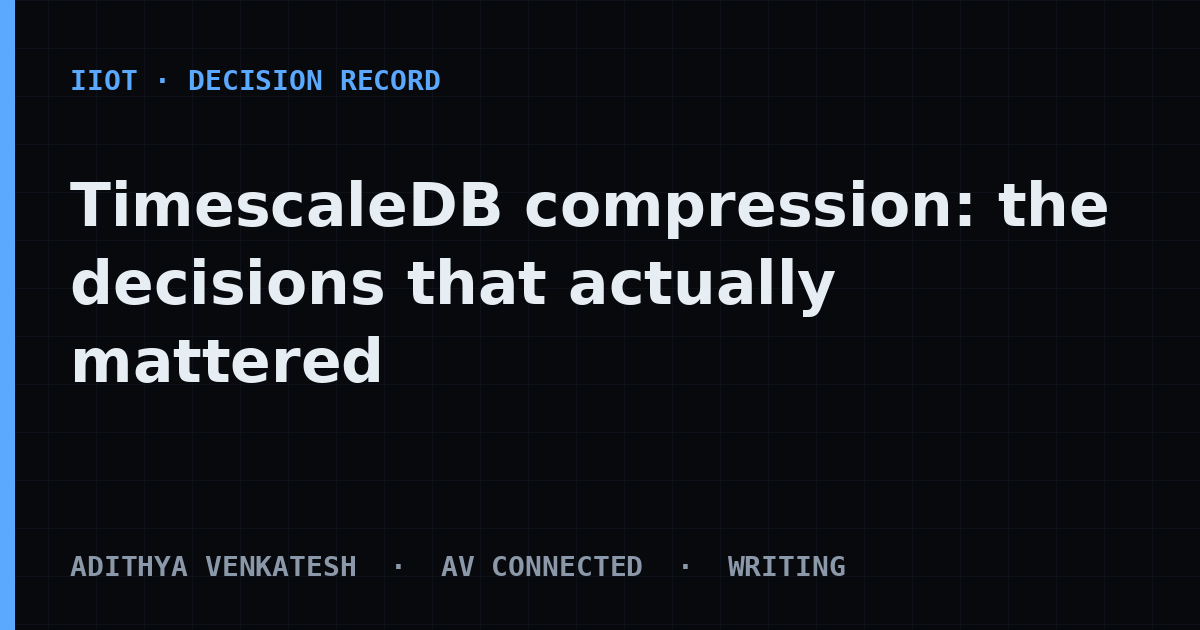 IIOT · DECISION RECORD
TimescaleDB compression: the
decisions that actually
mattered
ADITHYA VENKATESH · AV CONNECTED · WRITING